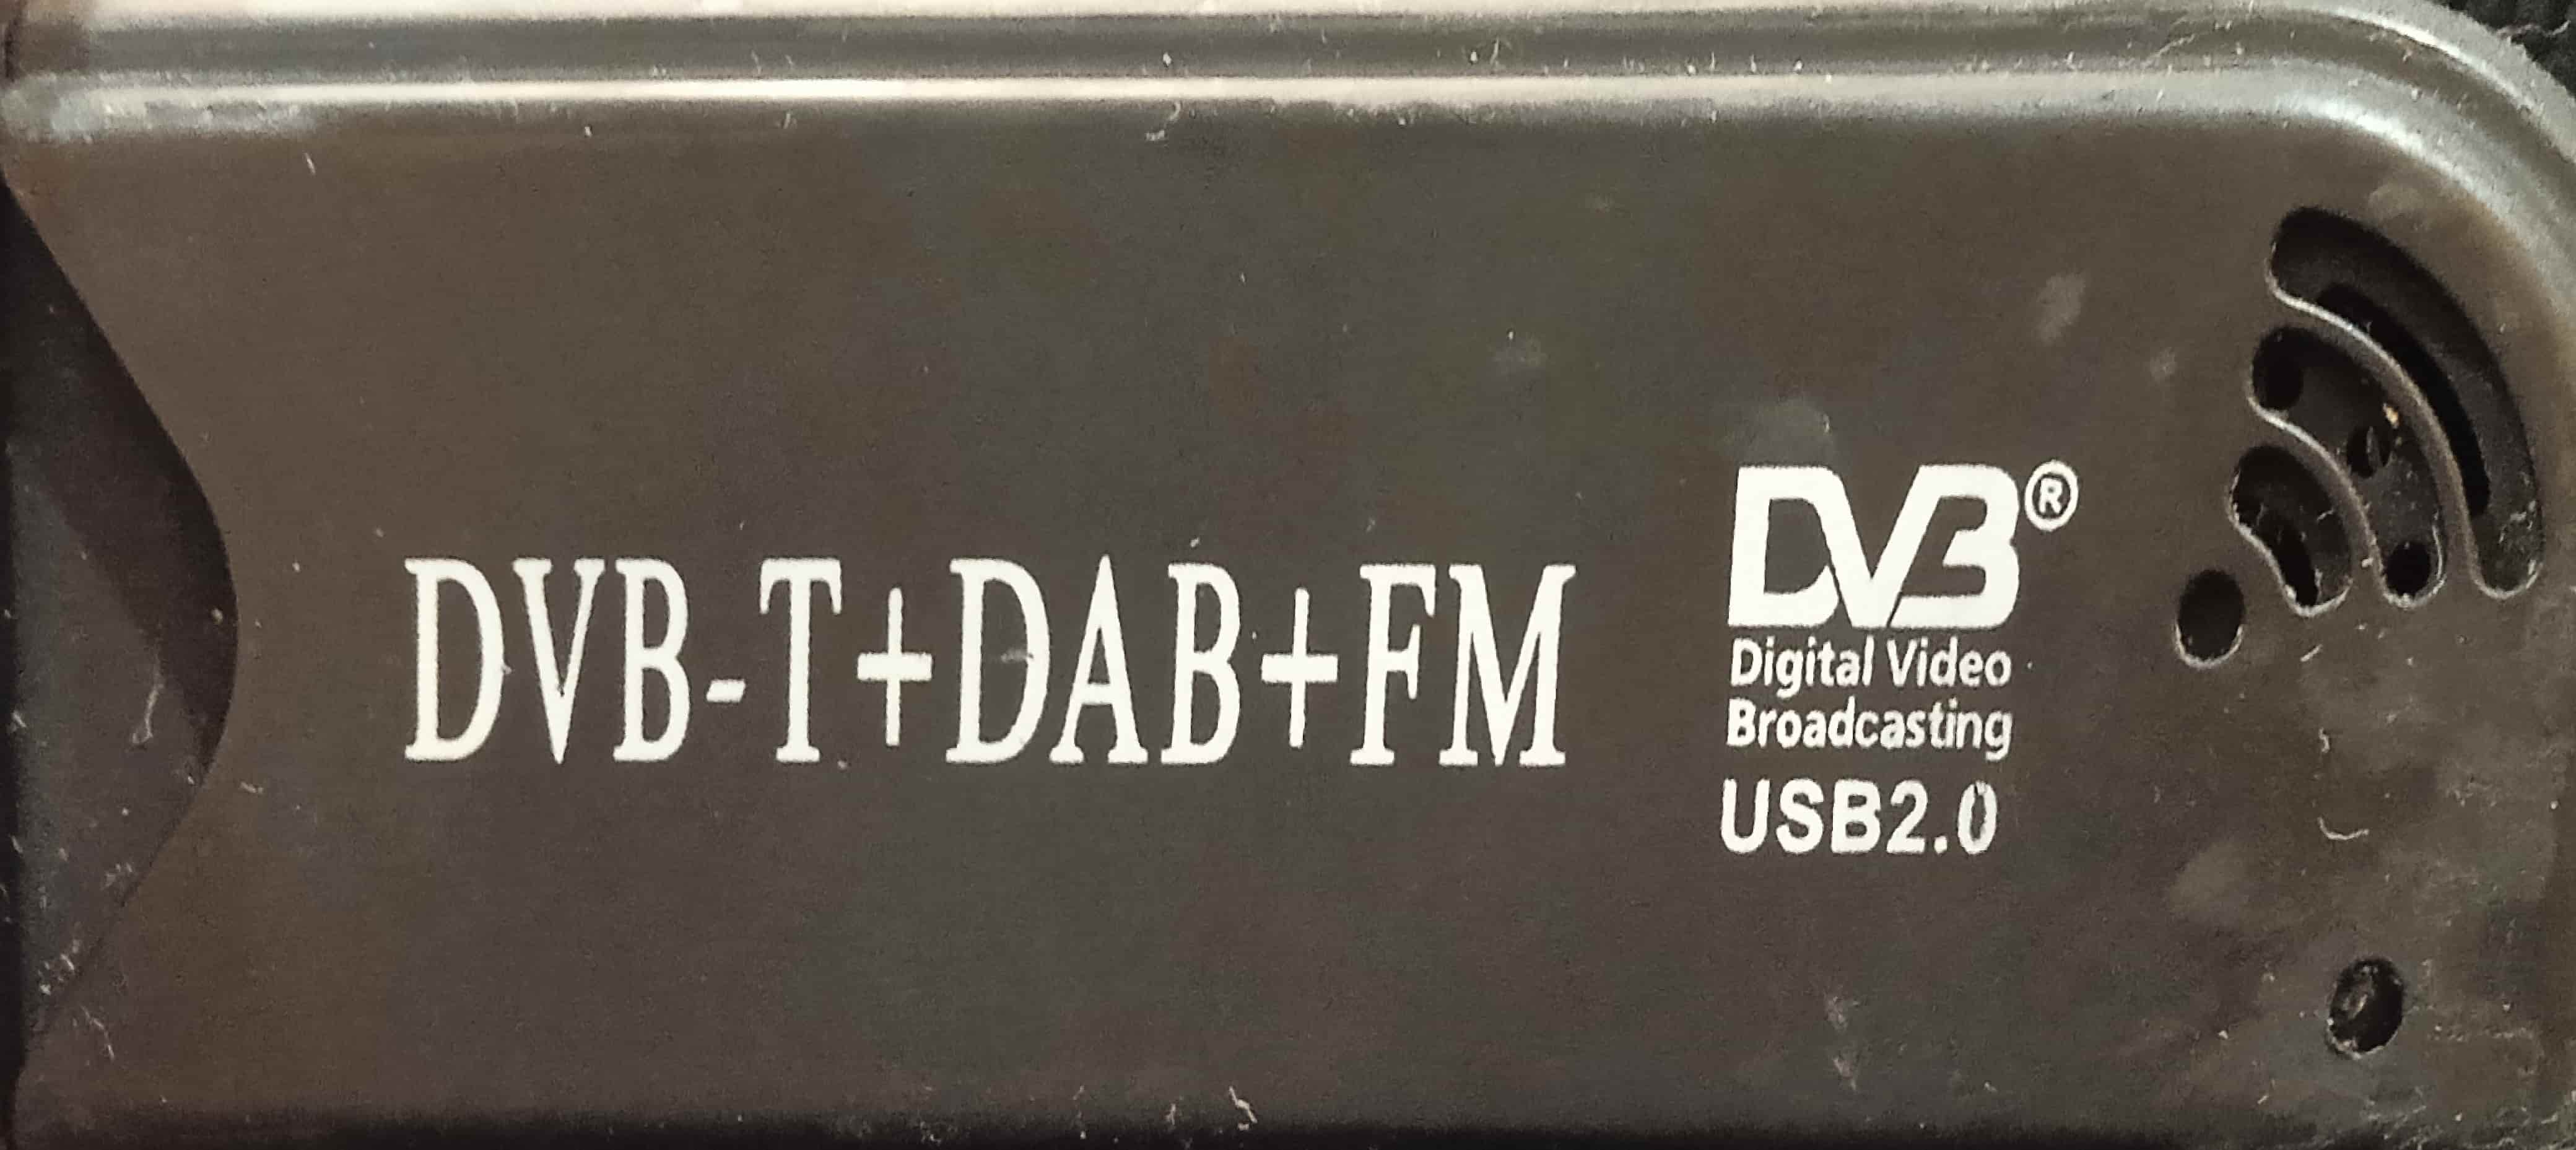 DVB-T+DAB+FM
DVB®
Digital Video
Broadcasting
USB2.0